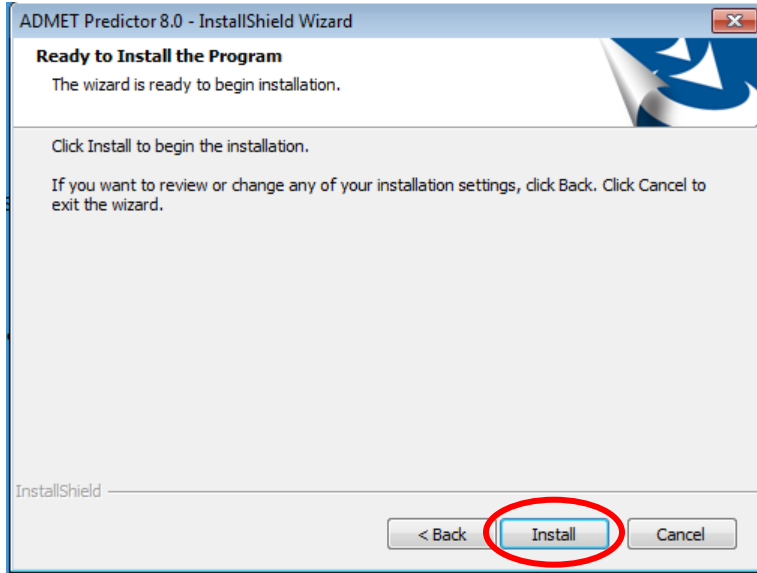 ADMET Predictor 8.0 - InstallShield Wizard
Ready to Install the Program
The wizard is ready to begin installation.
Click Install to begin the installation.
If you want to review or change any of your installation settings, click Back. Click Cancel to
exit the wizard.
InstallShield
< Back Install Cancel